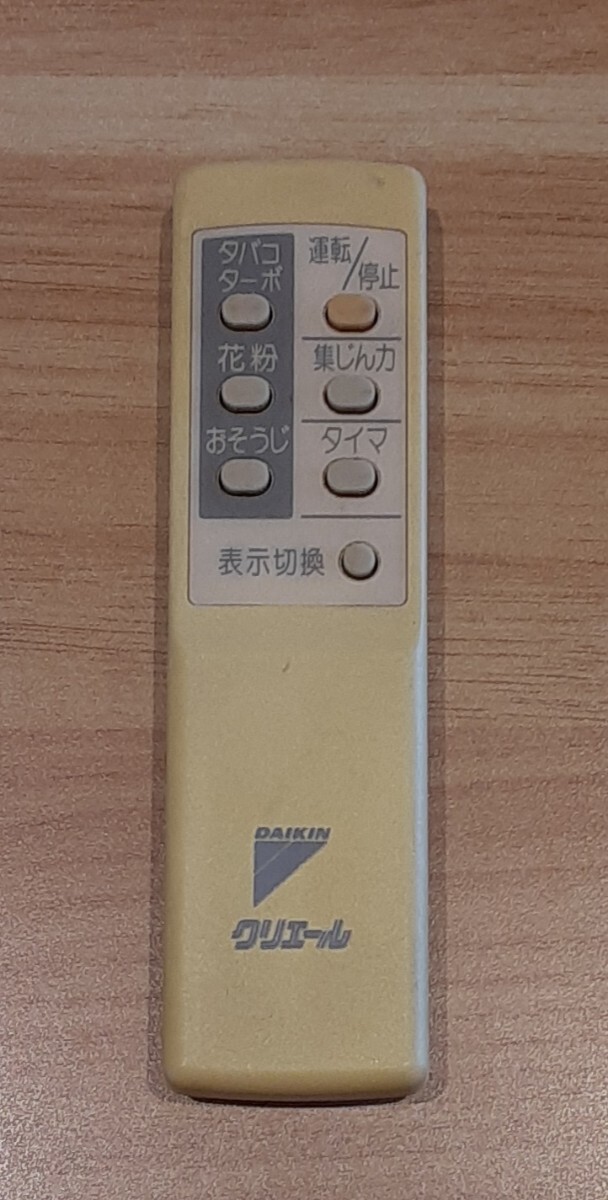 タバコ
ターボ
運転/停止
花粉
集じん力
おそうじ
タイマ
表示切換
DAIKIN
クリエール